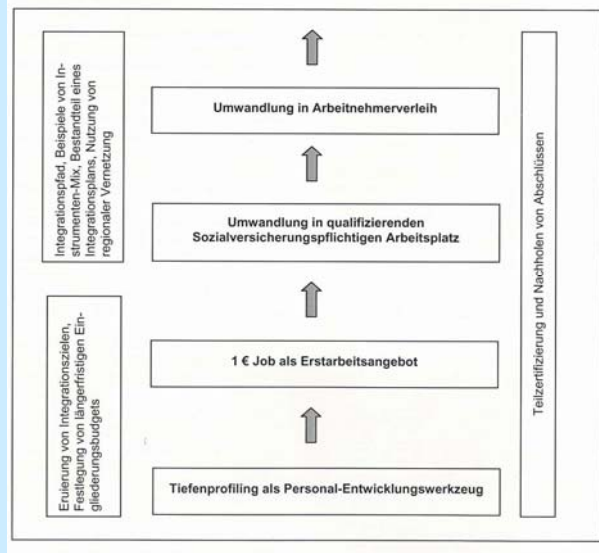 Integrationspfad, Beispiele von In-
strumenten-Mix, Bestandteil eines
Integrationsplans, Nutzung von
regionaler Vernetzung
Eruierung von Integrationszielen,
Festlegung von längerfristigen Ein-
gliederungsbudgets
Umwandlung in Arbeitnehmerverleih
Umwandlung in qualifizierenden
Sozialversicherungspflichtigen Arbeitsplatz
1 € Job als Erstarbeitsangebot
Tiefenprofiling als Personal-Entwicklungswerkzeug
Teilzertifizierung und Nachholen von Abschlüssen